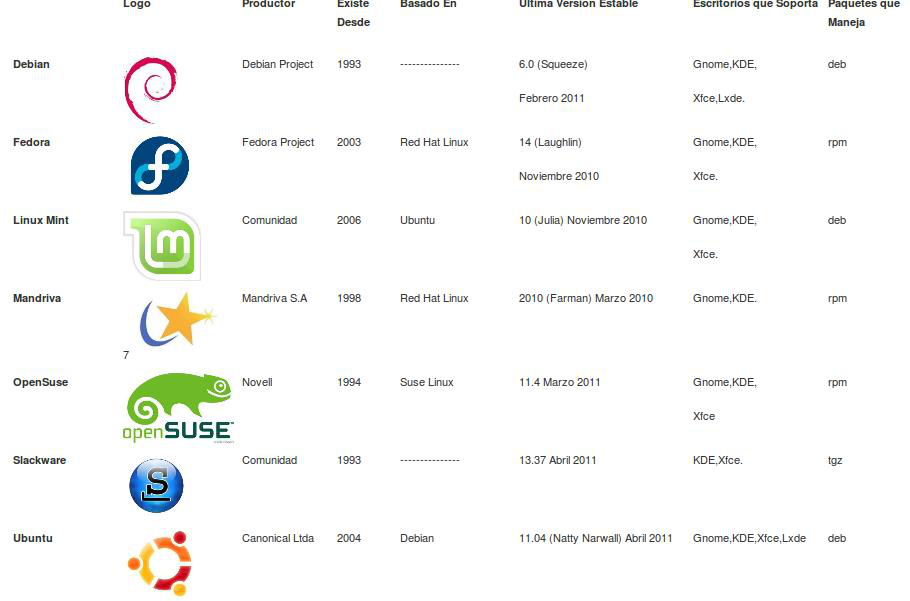 Logo Productor Existe Basado En Ultima Version Estable Escritorios que Soporta Paquetes que
Desde Maneja
Debian Debian Project 1993 --------------- 6.0 (Squeeze) Gnome,KDE, deb
Febrero 2011 Xfce,Lxde.
Fedora Fedora Project 2003 Red Hat Linux 14 (Laughlin) Gnome,KDE, rpm
Noviembre 2010 Xfce.
Linux Mint lm Comunidad 2006 Ubuntu 10 (Julia) Noviembre 2010 Gnome,KDE, deb
Xfce.
Mandriva Mandriva S.A 1998 Red Hat Linux 2010 (Farman) Marzo 2010 Gnome,KDE. rpm
7
OpenSuse Novell 1994 Suse Linux 11.4 Marzo 2011 Gnome,KDE, rpm
Xfce
openSUSE
Slackware Comunidad 1993 --------------- 13.37 Abril 2011 KDE,Xfce. tgz
S
Ubuntu Canonical Ltda 2004 Debian 11.04 (Natty Narwall) Abril 2011 Gnome,KDE,Xfce,Lxde deb